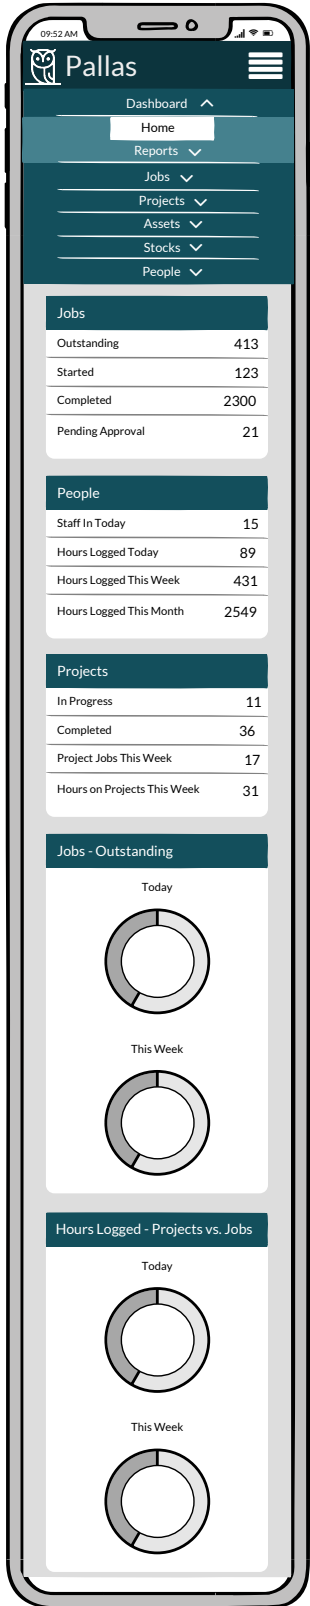 09:52 AM
Pallas
Dashboard
Home
Reports
Jobs
Projects
Assets
Stocks
People
Jobs
Outstanding 413
Started 123
Completed 2300
Pending Approval 21
People
Staff In Today 15
Hours Logged Today 89
Hours Logged This Week 431
Hours Logged This Month 2549
Projects
In Progress 11
Completed 36
Project Jobs This Week 17
Hours on Projects This Week 31
Jobs - Outstanding
Today
This Week
Hours Logged - Projects vs. Jobs
Today
This Week